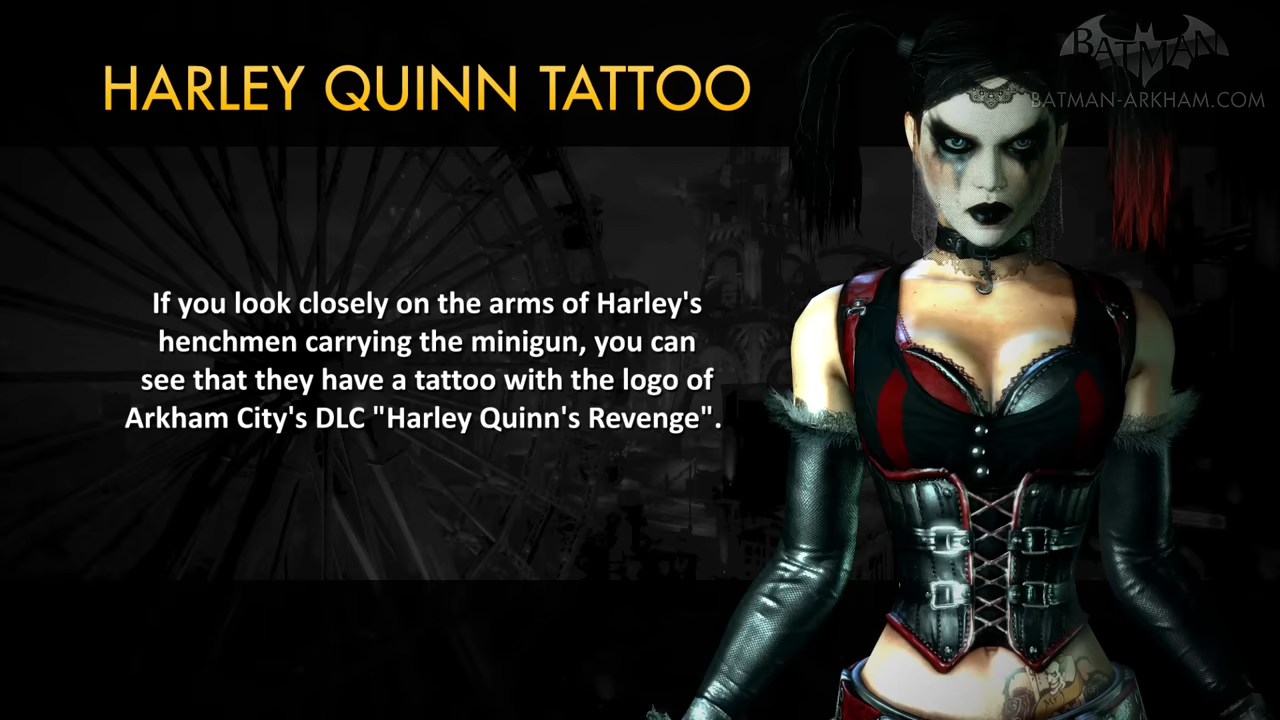 BATMAN
BATMAN-ARKHAM.COM
HARLEY QUINN TATTOO
If you look closely on the arms of Harley's
henchmen carrying the minigun, you can
see that they have a tattoo with the logo of
Arkham City's DLC "Harley Quinn's Revenge".